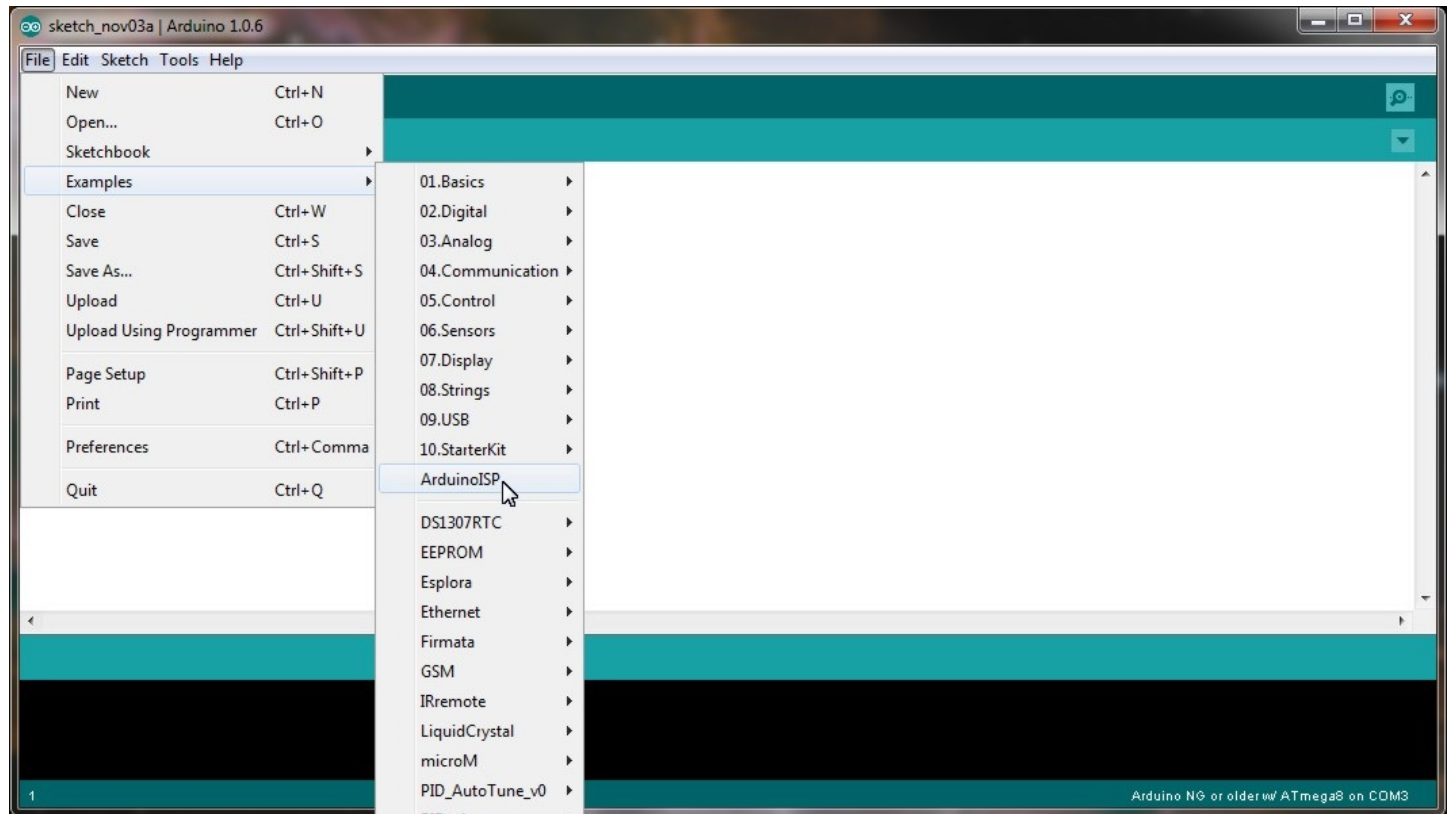 sketch_nov03a | Arduino 1.0.6
File Edit Sketch Tools Help
New Ctrl+N
Open... Ctrl+O
Sketchbook
Examples
Close Ctrl+W
Save Ctrl+S
Save As... Ctrl+Shift+S
Upload Ctrl+U
Upload Using Programmer Ctrl+Shift+U
Page Setup Ctrl+Shift+P
Print Ctrl+P
Preferences Ctrl+Comma
Quit Ctrl+Q
01.Basics
02.Digital
03.Analog
04.Communication
05.Control
06.Sensors
07.Display
08.Strings
09.USB
10.StarterKit
ArduinoISP
DS1307RTC
EEPROM
Esplora
Ethernet
Firmata
GSM
IRremote
LiquidCrystal
microM
PID_AutoTune_v0
1
Arduino NG or older w/ ATmega8 on COM3